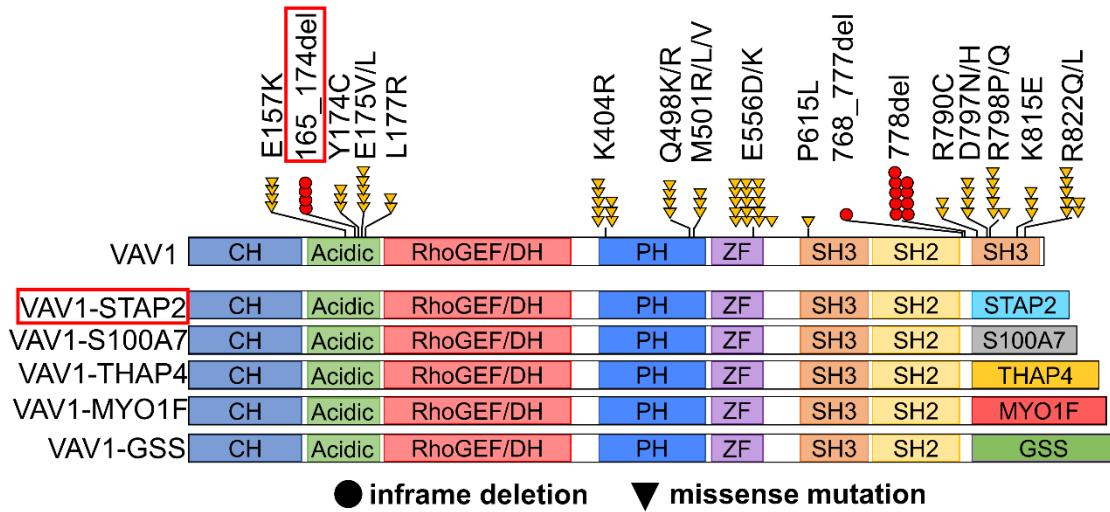 E157K
165_174del
Y174C
E175V/L
L177R
K404R
Q498K/R
M501R/L/V
E556D/K
P615L
768_777del
778del
R790C
D797N/H
R798P/Q
K815E
R822Q/L
VAV1 CH Acidic RhoGEF/DH PH ZF SH3 SH2 SH3
VAV1-STAP2 CH Acidic RhoGEF/DH PH ZF SH3 SH2 STAP2
VAV1-S100A7 CH Acidic RhoGEF/DH PH ZF SH3 SH2 S100A7
VAV1-THAP4 CH Acidic RhoGEF/DH PH ZF SH3 SH2 THAP4
VAV1-MYO1F CH Acidic RhoGEF/DH PH ZF SH3 SH2 MYO1F
VAV1-GSS CH Acidic RhoGEF/DH PH ZF SH3 SH2 GSS
inframe deletion missense mutation